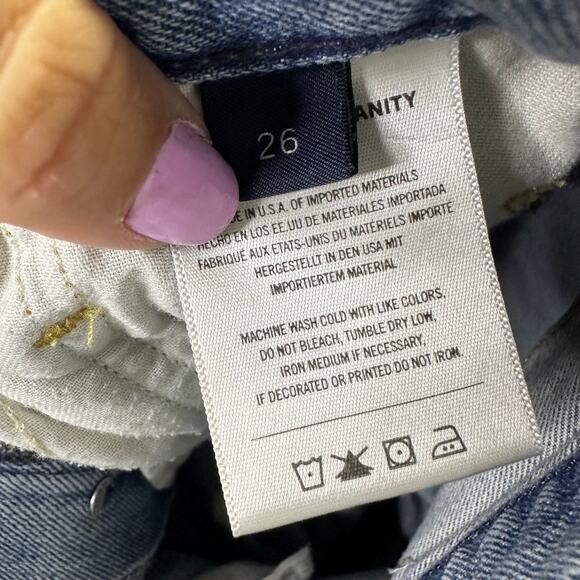 ANITY
26
E IN U.S.A. OF IMPORTED MATERIALS
HECHO EN LOS EE.UU DE MATERIALES IMPORTADA
FABRIQUÉ AUX ETATS-UNIS DU MATERIALS IMPORTE
HERGESTELLT IN DEN USA MIT
IMPORTIERTEM MATERIAL
MACHINE WASH COLD WITH LIKE COLORS,
DO NOT BLEACH, TUMBLE DRY LOW,
IRON MEDIUM IF NECESSARY,
IF DECORATED OR PRINTED DO NOT IRON.